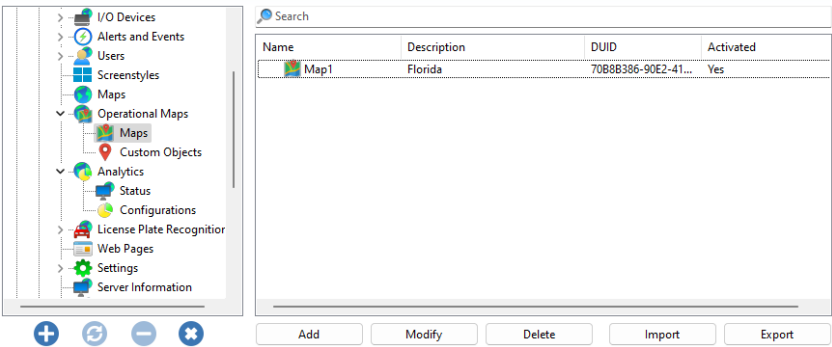 I/O Devices
Alerts and Events
Users
Screenstyles
Maps
Operational Maps
Maps
Custom Objects
Analytics
Status
Configurations
License Plate Recognition
Web Pages
Settings
Server Information
Search
Name Description DUID Activated
Map1 Florida 70B8B386-90E2-41... Yes
Add Modify Delete Import Export